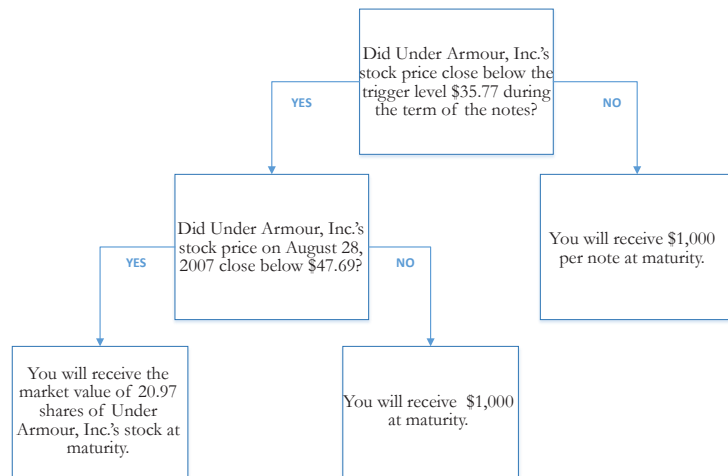 Did Under Armour, Inc.'s
stock price close below the
trigger level $35.77 during
the term of the notes?
YES
NO
Did Under Armour, Inc.'s
stock price on August 28,
2007 close below $47.69?
You will receive $1,000
per note at maturity.
YES
NO
You will receive the
market value of 20.97
shares of Under
Armour, Inc.'s stock at
maturity.
You will receive $1,000
at maturity.